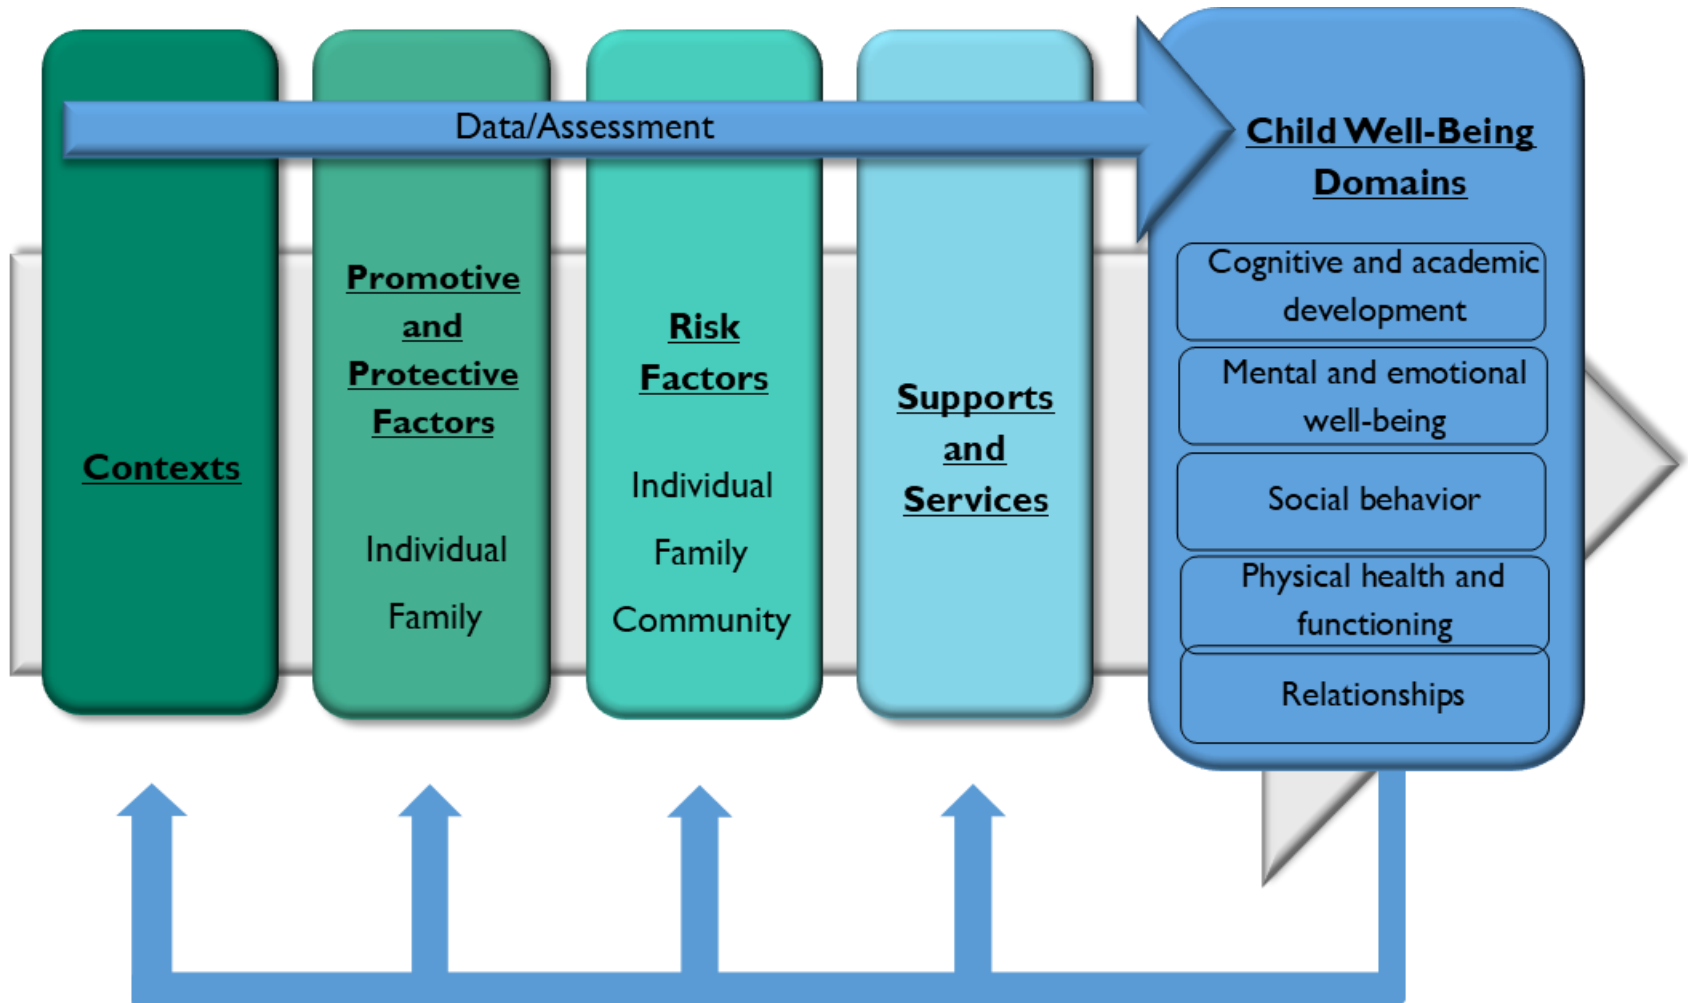 Data/Assessment
Contexts
Promotive
and
Protective
Factors
Individual
Family
Risk
Factors
Individual
Family
Community
Supports
and
Services
Child Well-Being
Domains
Cognitive and academic
development
Mental and emotional
well-being
Social behavior
Physical health and
functioning
Relationships